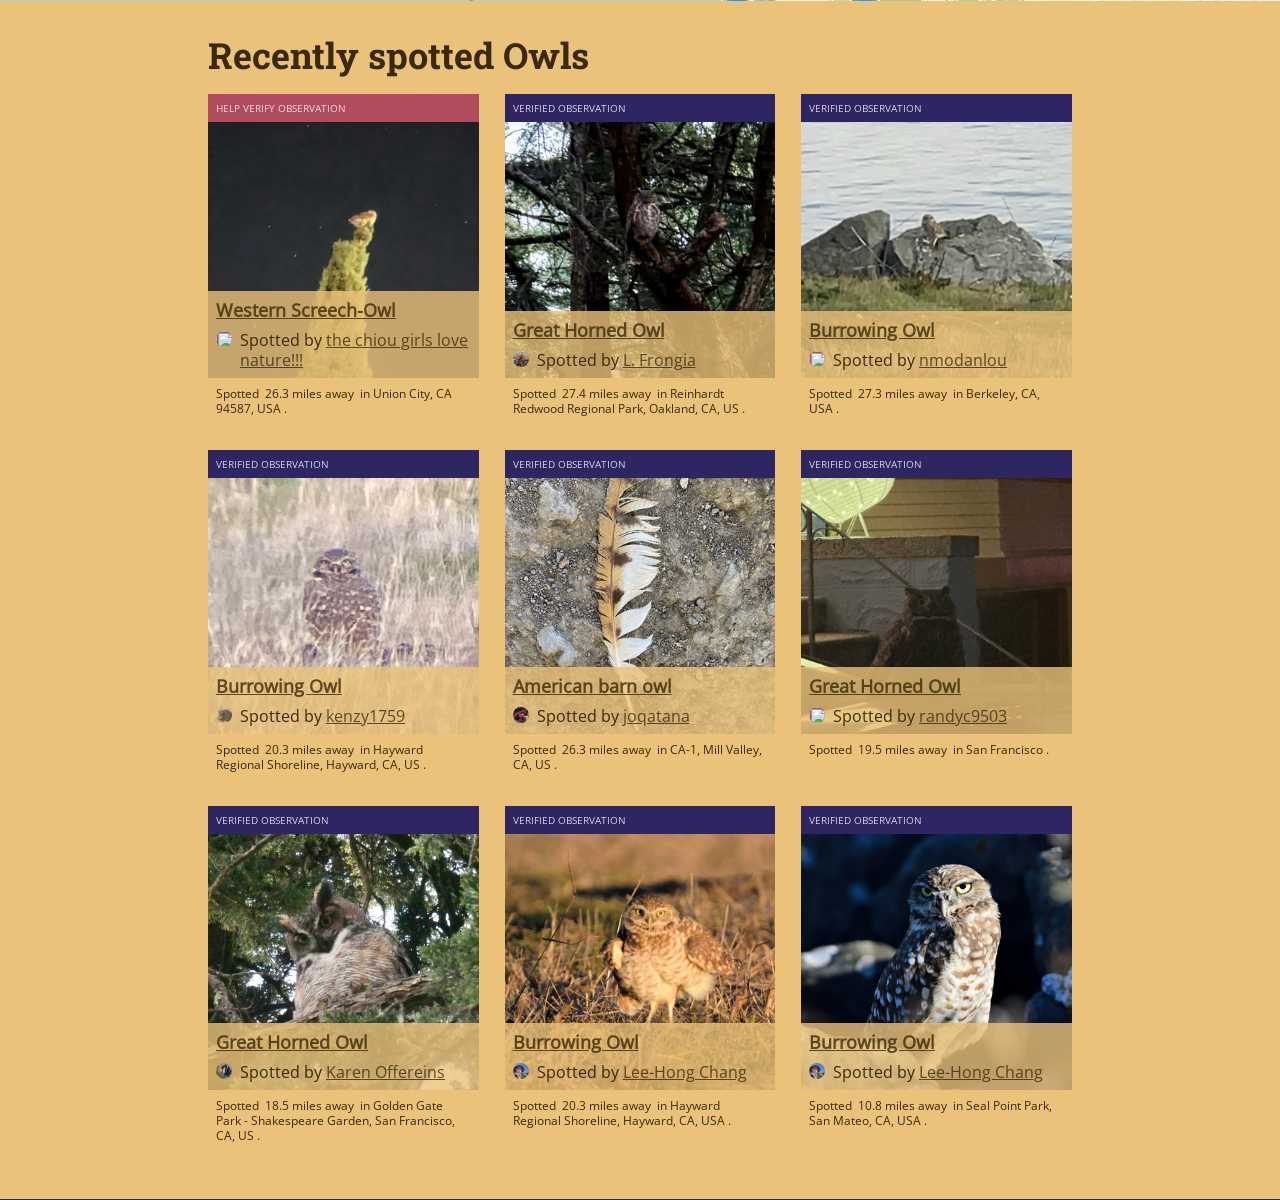 Recently spotted Owls
HELP VERIFY OBSERVATION
Western Screech-Owl
Spotted by the chiou girls love
nature!!!
Spotted 26.3 miles away in Union City, CA
94587, USA .
VERIFIED OBSERVATION
Great Horned Owl
Spotted by L. Frongia
Spotted 27.4 miles away in Reinhardt
Redwood Regional Park, Oakland, CA, US .
VERIFIED OBSERVATION
Burrowing Owl
Spotted by nmodanlou
Spotted 27.3 miles away in Berkeley, CA,
USA .
VERIFIED OBSERVATION
Burrowing Owl
Spotted by kenzy1759
Spotted 20.3 miles away in Hayward
Regional Shoreline, Hayward, CA, US .
VERIFIED OBSERVATION
American barn owl
Spotted by joqatana
Spotted 26.3 miles away in CA-1, Mill Valley,
CA, US .
VERIFIED OBSERVATION
Great Horned Owl
Spotted by randyc9503
Spotted 19.5 miles away in San Francisco .
VERIFIED OBSERVATION
Great Horned Owl
Spotted by Karen Offereins
Spotted 18.5 miles away in Golden Gate
Park - Shakespeare Garden, San Francisco,
CA, US .
VERIFIED OBSERVATION
Burrowing Owl
Spotted by Lee-Hong Chang
Spotted 20.3 miles away in Hayward
Regional Shoreline, Hayward, CA, USA .
VERIFIED OBSERVATION
Burrowing Owl
Spotted by Lee-Hong Chang
Spotted 10.8 miles away in Seal Point Park,
San Mateo, CA, USA .